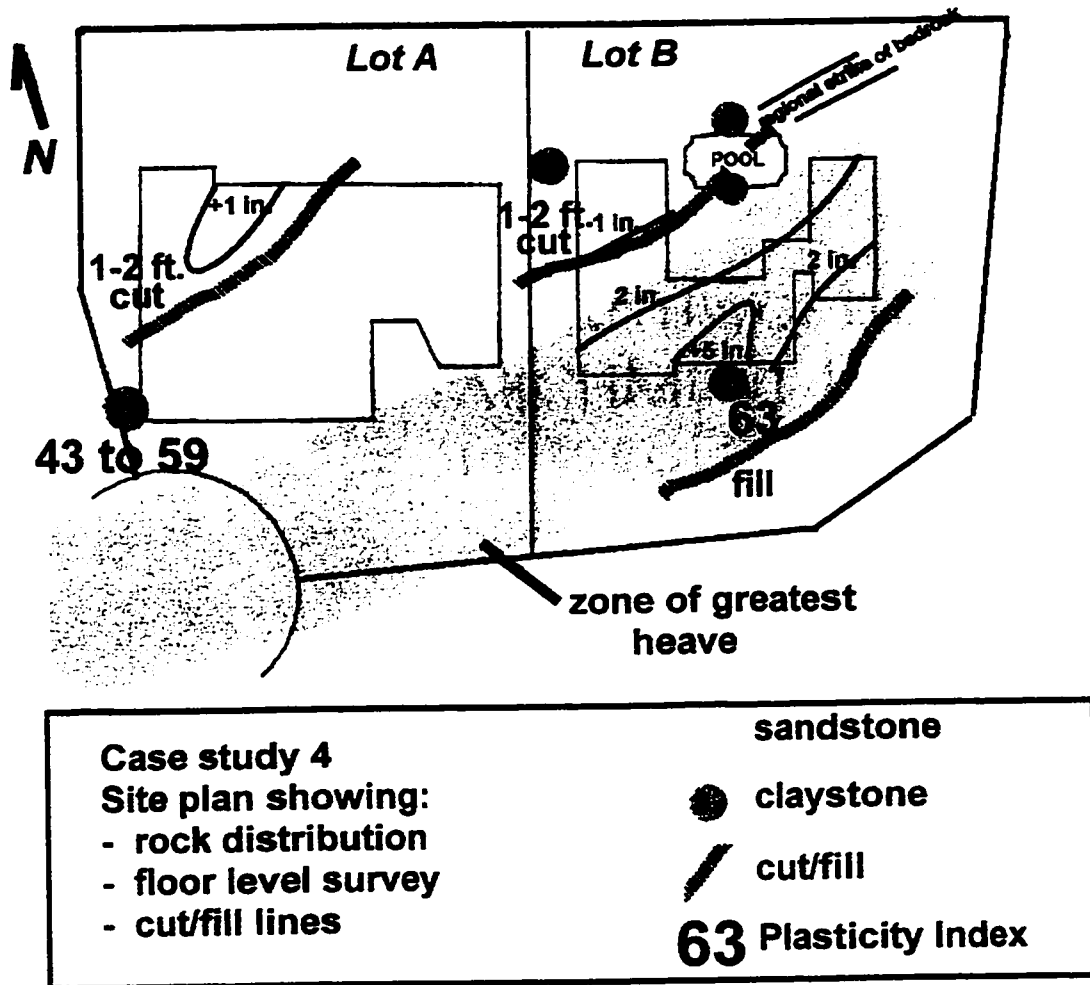 Lot A
Lot B
regional strike of bedrock
N
POOL
+1 in.
1-2 ft.
cut
1-2 ft.
cut
-1 in.
2 in.
2 in.
+5 in.
63
43 to 59
fill
zone of greatest
heave
Case study 4
Site plan showing:
- rock distribution
- floor level survey
- cut/fill lines
sandstone
claystone
cut/fill
63 Plasticity Index